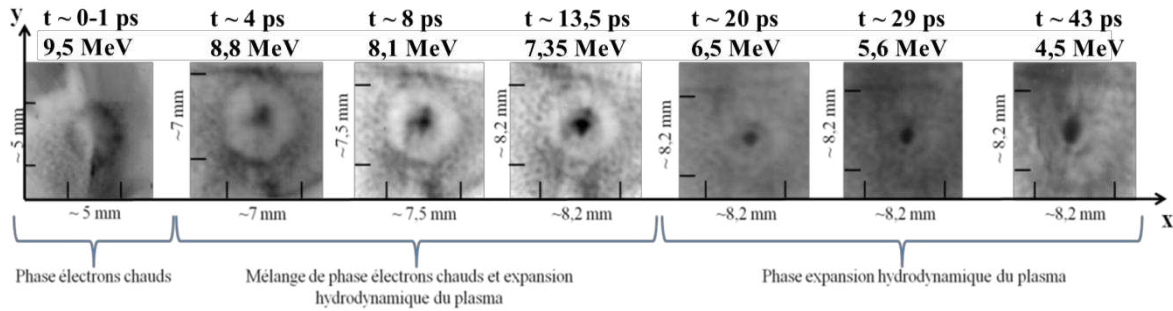 y
t ~ 0-1 ps t ~ 4 ps t ~ 8 ps t ~ 13,5 ps t ~ 20 ps t ~ 29 ps t ~ 43 ps
9,5 MeV 8,8 MeV 8,1 MeV 7,35 MeV 6,5 MeV 5,6 MeV 4,5 MeV
~ 5 mm ~7 mm ~7,5 mm ~ 8,2 mm ~ 8,2 mm ~ 8,2 mm ~ 8,2 mm
~ 5 mm ~7 mm ~ 7,5 mm ~8,2 mm ~8,2 mm ~8,2 mm ~8,2 mm
x
Phase électrons chauds Mélange de phase électrons chauds et expansion Phase expansion hydrodynamique du plasma
hydrodynamique du plasma